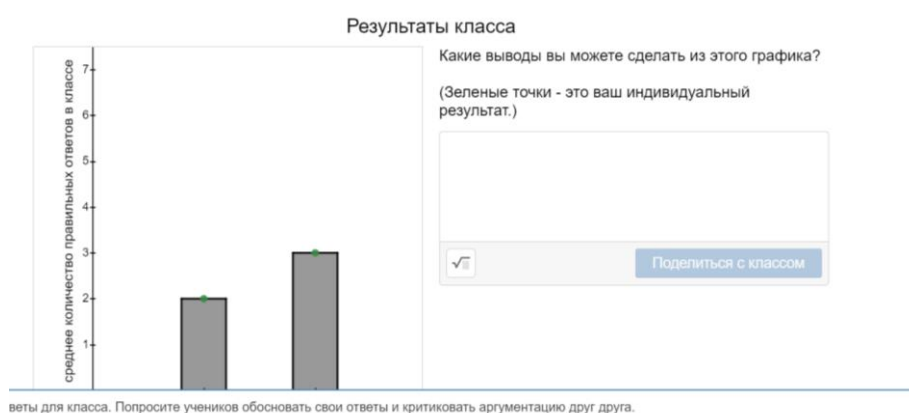 Результаты класса
среднее количество правильных ответов в классе
7
6
5
4
3
2
1
Какие выводы вы можете сделать из этого графика?
(Зеленые точки - это ваш индивидуальный
результат.)
√
Поделиться с классом
веты для класса. Попросите учеников обосновать свои ответы и критиковать аргументацию друг друга.